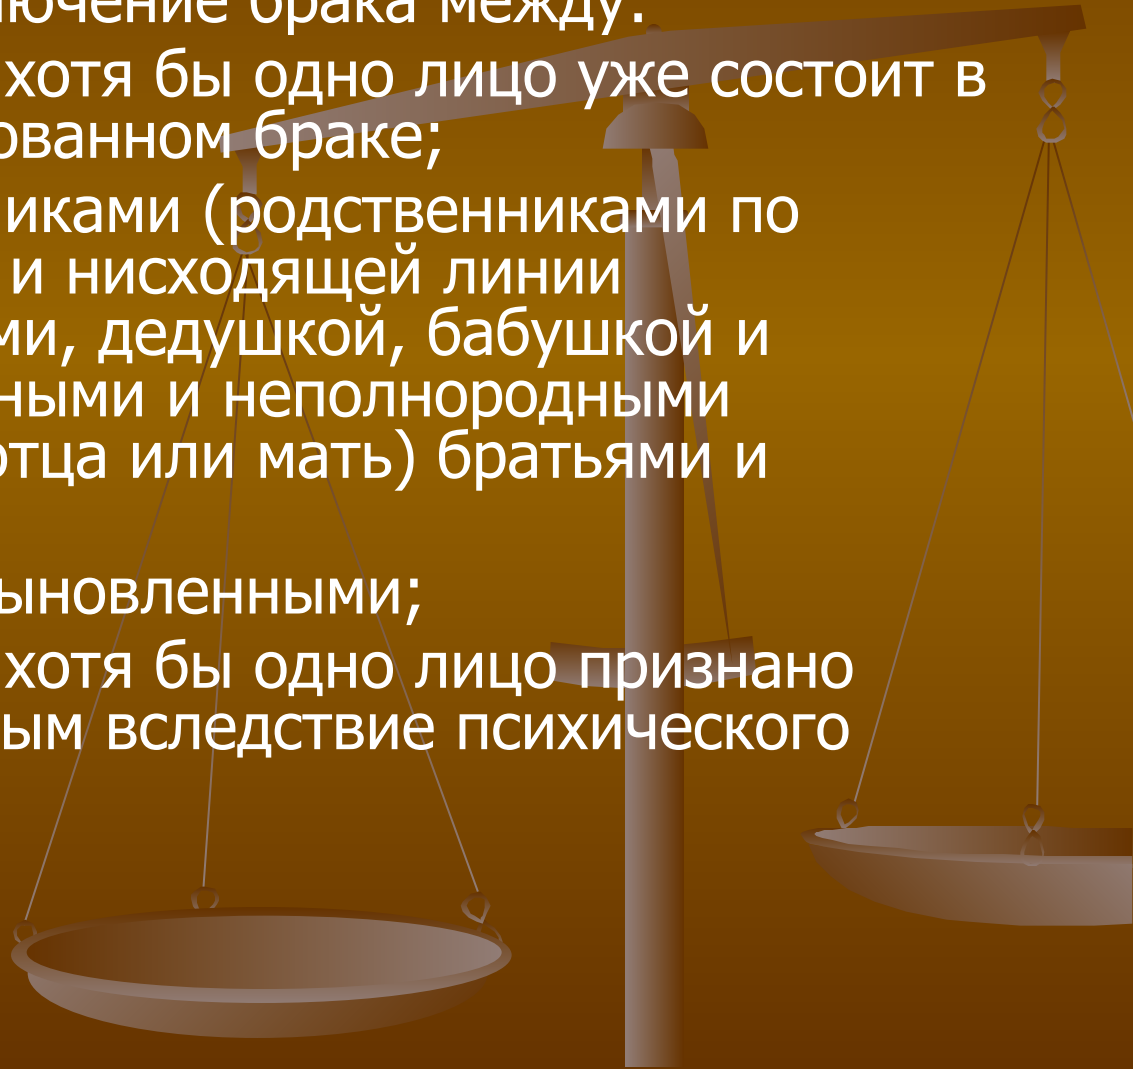 лючение брака между:
хотя бы одно лицо уже состоит в
ованном браке;
иками (родственниками по
и нисходящей линии
ми, дедушкой, бабушкой и
ными и неполнородными
отца или мать) братьями и
ыновленными;
хотя бы одно лицо признано
ым вследствие психического